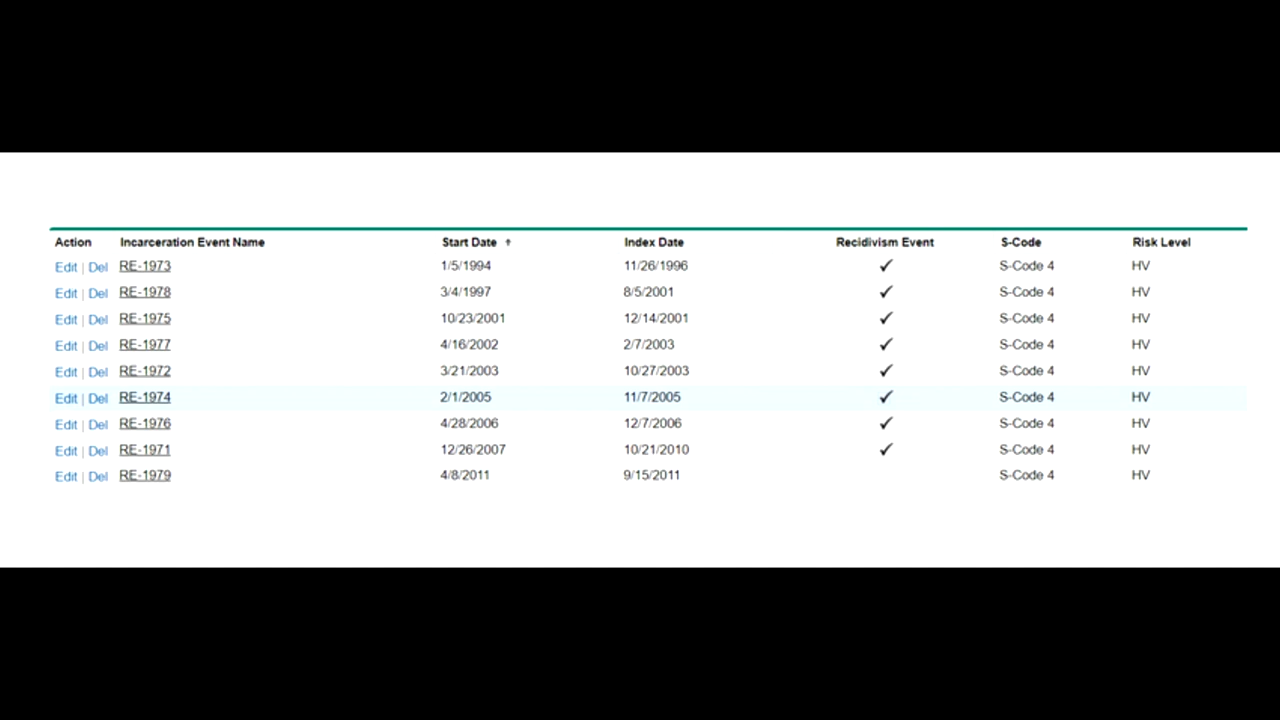 Action Incarceration Event Name Start Date ↑ Index Date Recidivism Event S-Code Risk Level
Edit | Del RE-1973 1/5/1994 11/26/1996 ✓ S-Code 4 HV
Edit | Del RE-1978 3/4/1997 8/5/2001 ✓ S-Code 4 HV
Edit | Del RE-1975 10/23/2001 12/14/2001 ✓ S-Code 4 HV
Edit | Del RE-1977 4/16/2002 2/7/2003 ✓ S-Code 4 HV
Edit | Del RE-1972 3/21/2003 10/27/2003 ✓ S-Code 4 HV
Edit | Del RE-1974 2/1/2005 11/7/2005 ✓ S-Code 4 HV
Edit | Del RE-1976 4/28/2006 12/7/2006 ✓ S-Code 4 HV
Edit | Del RE-1971 12/26/2007 10/21/2010 ✓ S-Code 4 HV
Edit | Del RE-1979 4/8/2011 9/15/2011 S-Code 4 HV